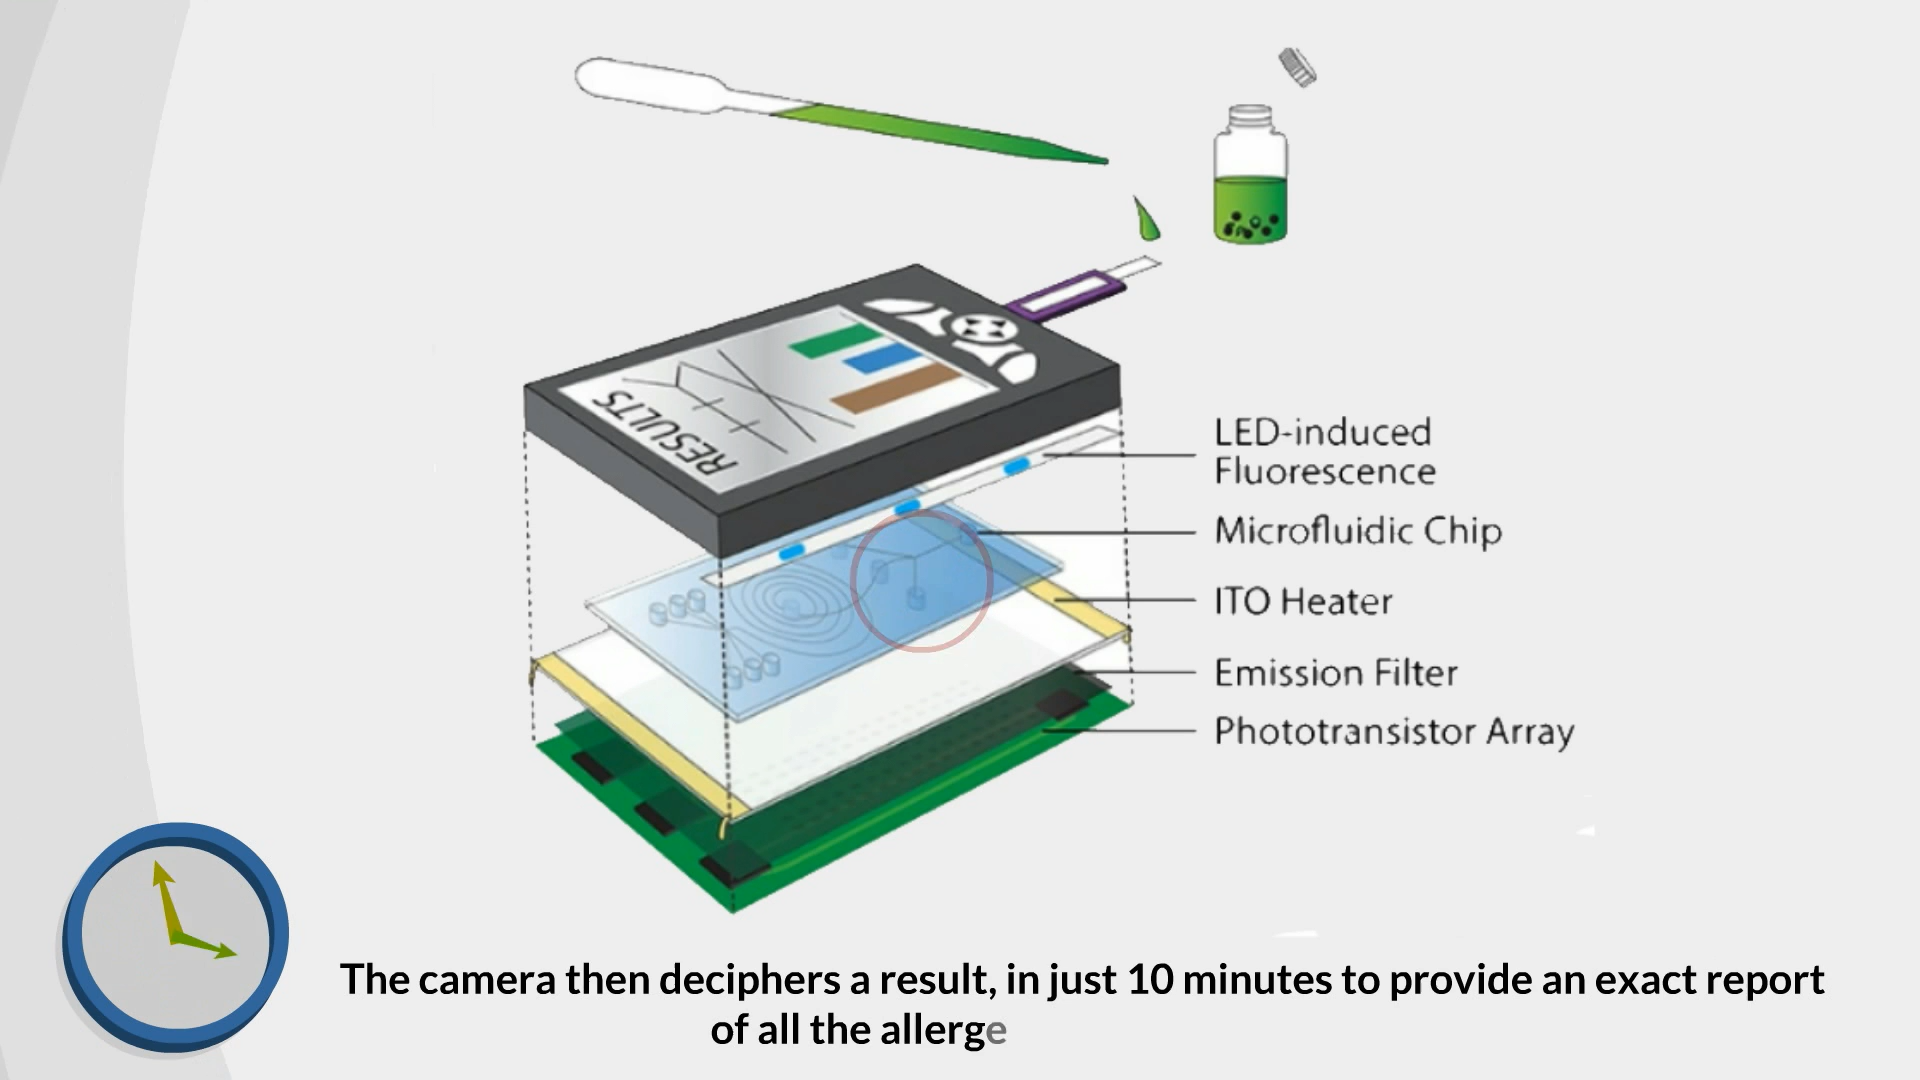 RESULTS
LED-induced
Fluorescence
Microfluidic Chip
ITO Heater
Emission Filter
Phototransistor Array
The camera then deciphers a result, in just 10 minutes to provide an exact report
of all the allerge